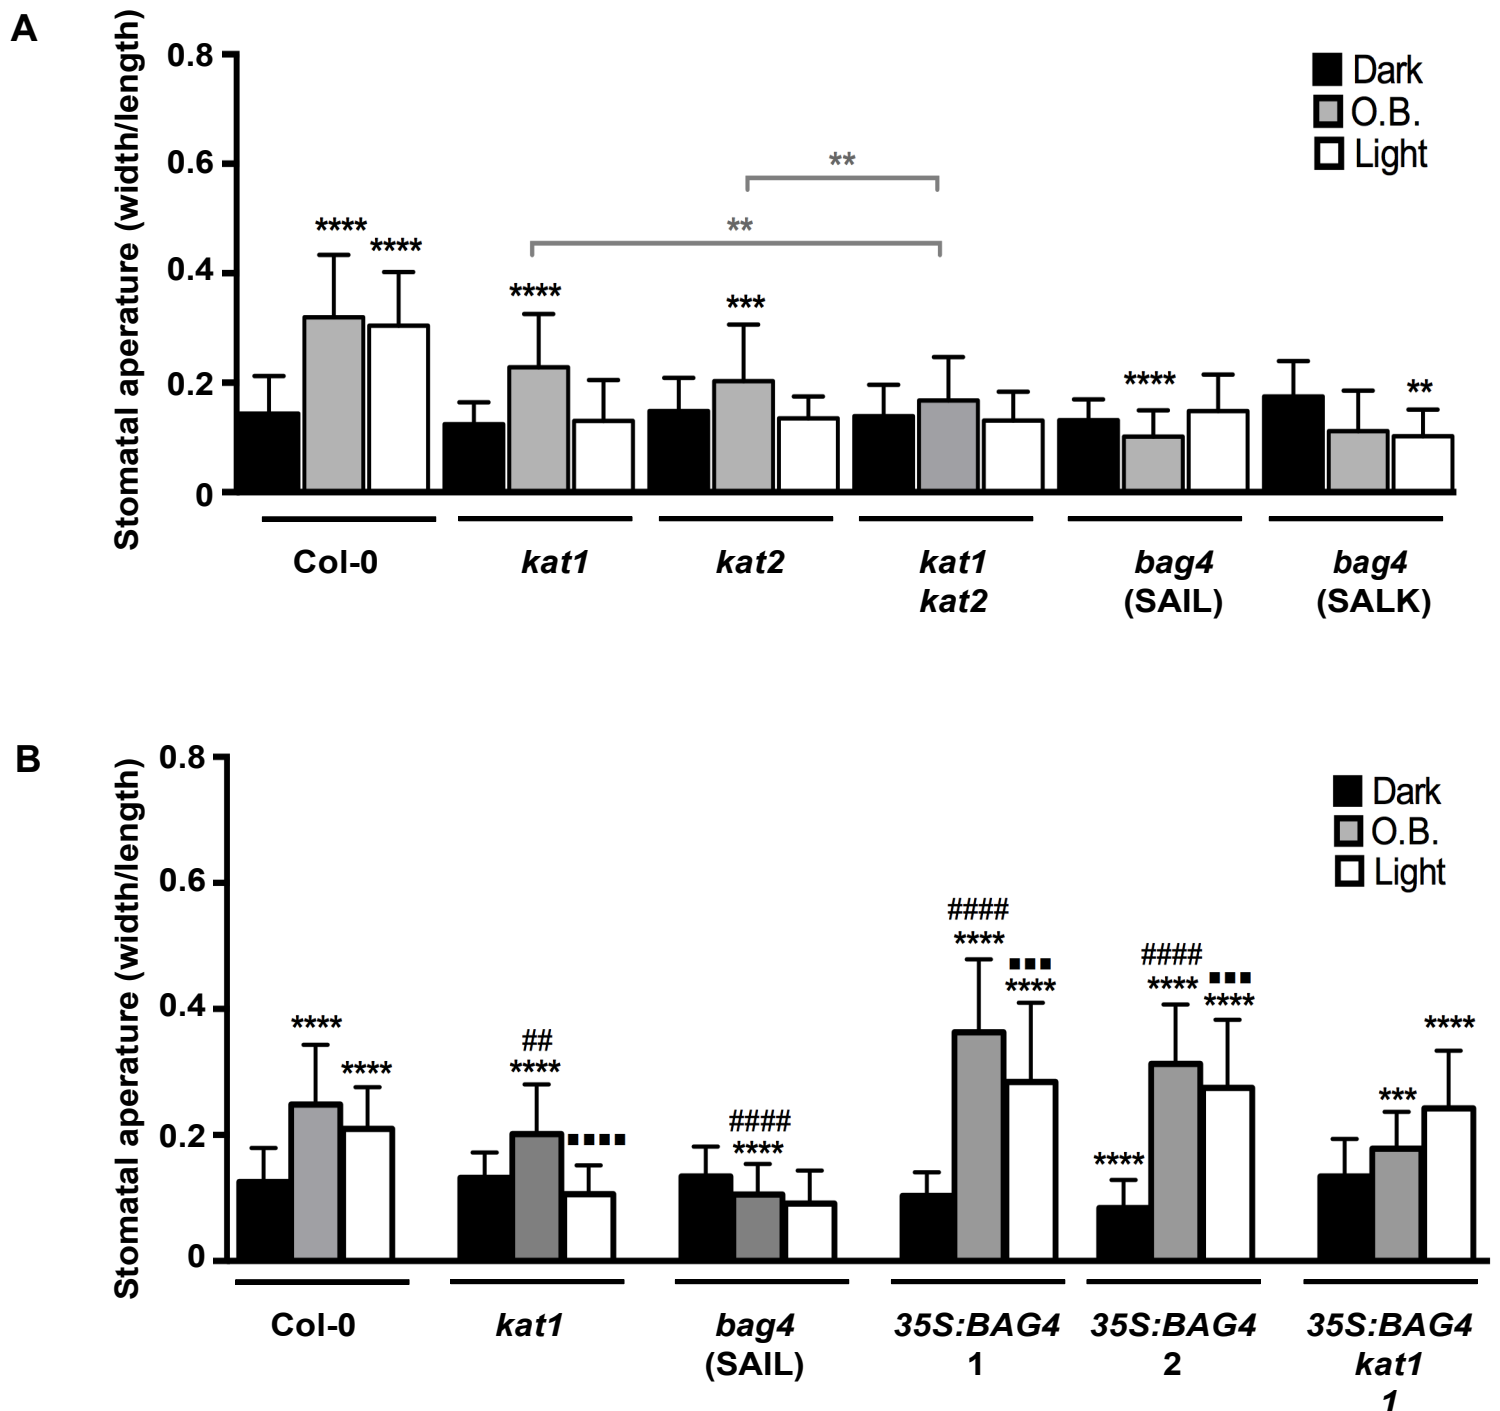 A
Stomatal aperature (width/length)
0.8
0.6
0.4
0.2
0
Dark
O.B.
Light
**
**
****
****
****
***
****
**
Col-0
kat1
kat2
kat1
kat2
bag4
(SAIL)
bag4
(SALK)
B
Stomatal aperature (width/length)
0.8
0.6
0.4
0.2
0
Dark
O.B.
Light
****
****
##
****
▪▪▪▪
####
****
####
****
▪▪▪
****
****
####
****
▪▪▪
****
***
****
Col-0
kat1
bag4
(SAIL)
35S:BAG4
1
35S:BAG4
2
35S:BAG4
kat1
1